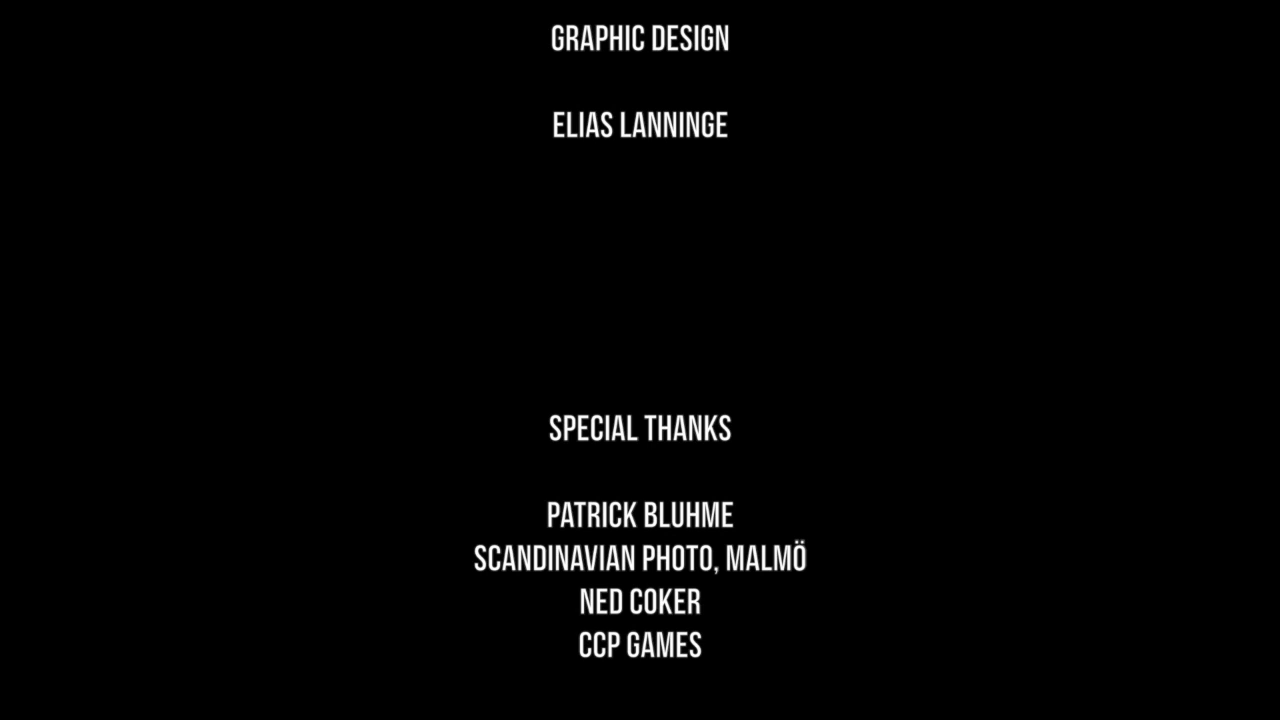 GRAPHIC DESIGN
ELIAS LANNINGE
SPECIAL THANKS
PATRICK BLUHME
SCANDINAVIAN PHOTO, MALMÖ
NED COKER
CCP GAMES